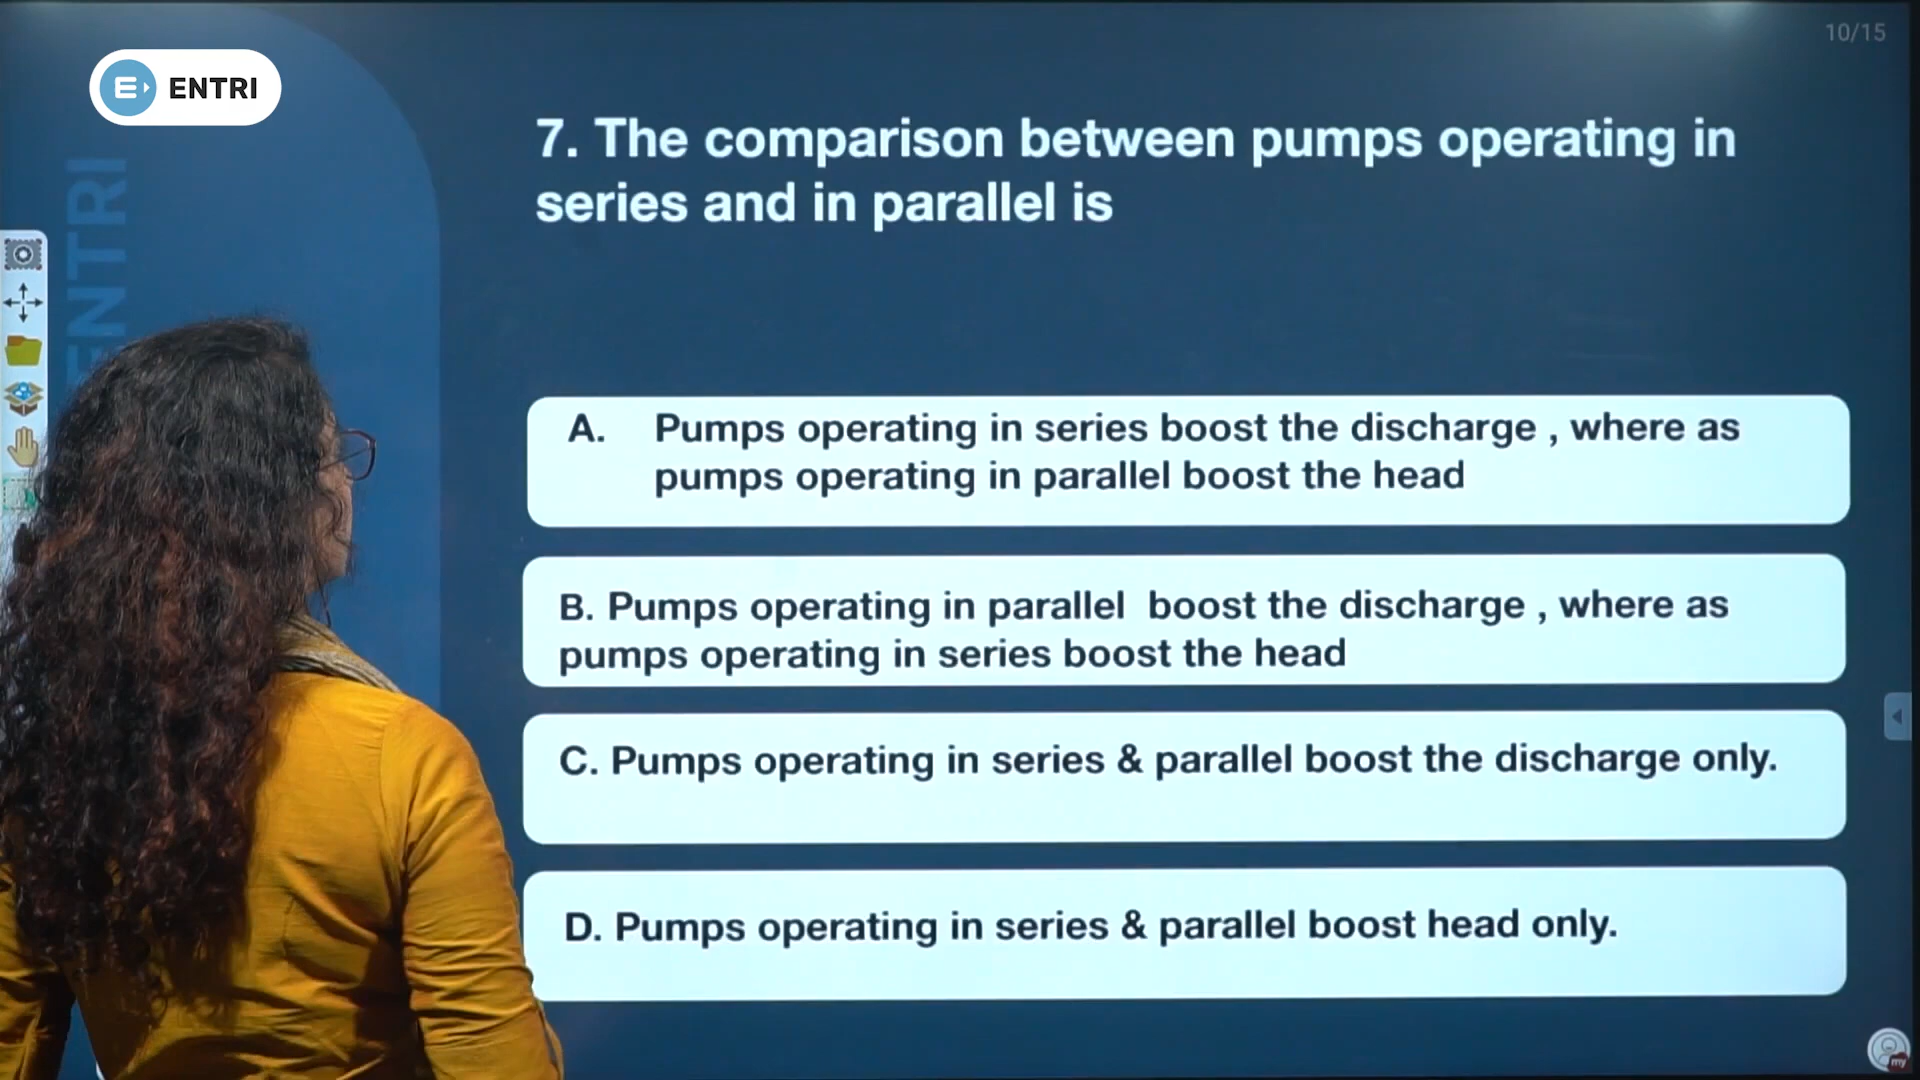 10/15
ENTRI
7. The comparison between pumps operating in
series and in parallel is
ENTRI
A. Pumps operating in series boost the discharge , where as
pumps operating in parallel boost the head
B. Pumps operating in parallel boost the discharge , where as
pumps operating in series boost the head
C. Pumps operating in series & parallel boost the discharge only.
D. Pumps operating in series & parallel boost head only.
my